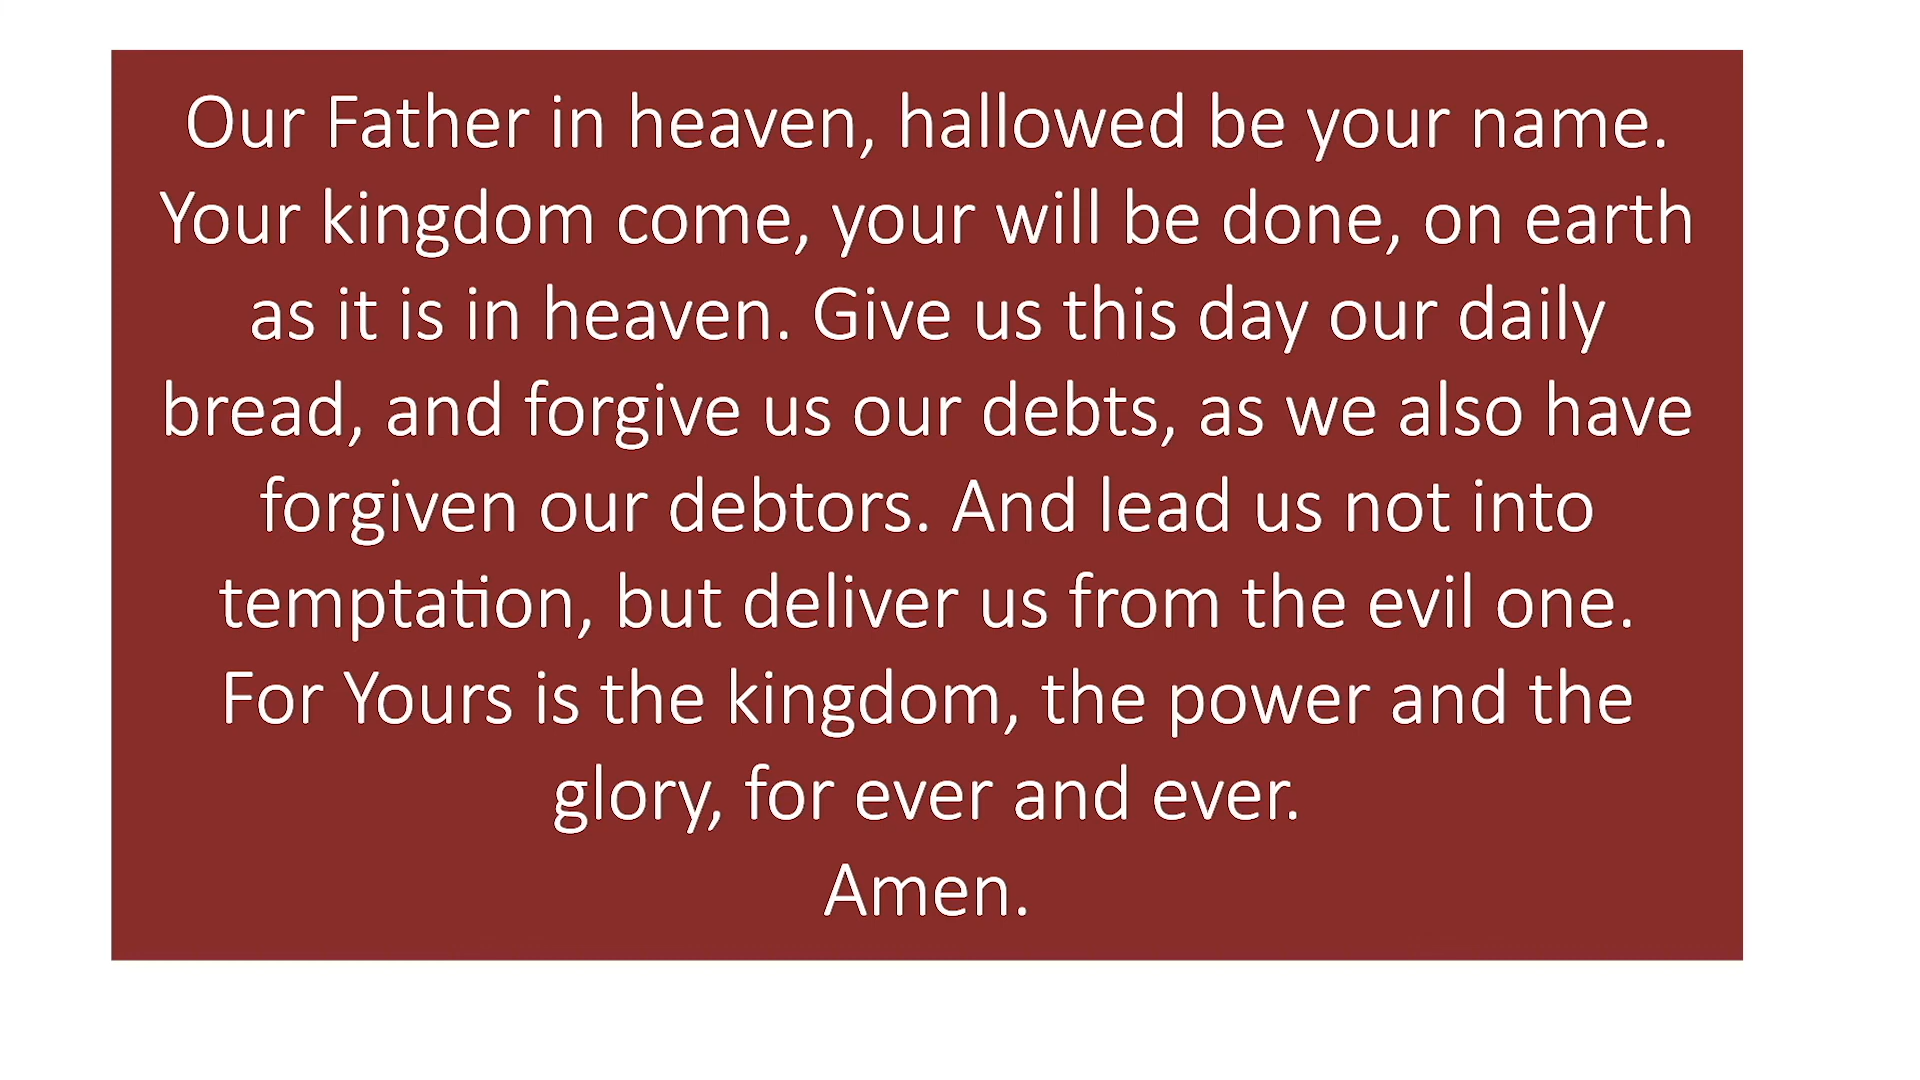 Our Father in heaven, hallowed be your name.
Your kingdom come, your will be done, on earth
as it is in heaven. Give us this day our daily
bread, and forgive us our debts, as we also have
forgiven our debtors. And lead us not into
temptation, but deliver us from the evil one.
For Yours is the kingdom, the power and the
glory, for ever and ever.
Amen.